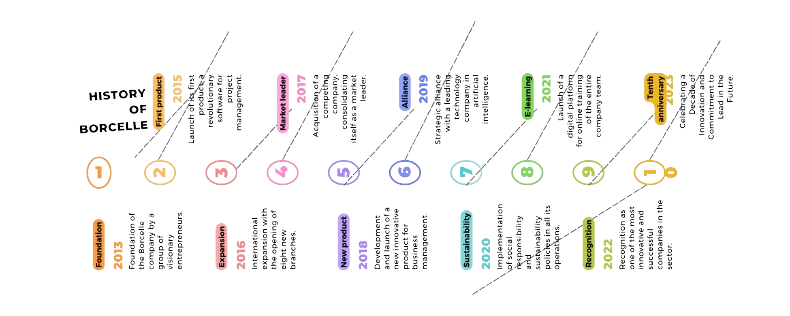 HISTORY
OF
BORCELLE
1
Foundation
2013
Foundation of
the Borcelle
company by a
group of
visionary
entrepreneurs.
2
First product
2015
Launch of its first
product, a
revolutionary
software for
project
management.
3
Expansion
2016
International
expansion with
the opening of
eight new
branches.
4
Market leader
2017
Acquisition of a
competing
company,
consolidating
itself as a market
leader.
5
New product
2018
Development
and launch of a
new innovative
product for
business
management.
6
Alliance
2019
Strategic alliance
with a leading
technology
company in
artificial
intelligence.
7
Sustainability
2020
Implementation
of social
responsibility
and
sustainability
policies in all its
operations.
8
E-learning
2021
Launch of a
digital platform
for online training
of the entire
company team.
9
Recognition
2022
Recognition as
one of the most
innovative and
successful
companies in the
sector.
10
Tenth
anniversary
2023
Celebrating a
Decade of
Innovation and
Commitment to
Lead in the
Future.